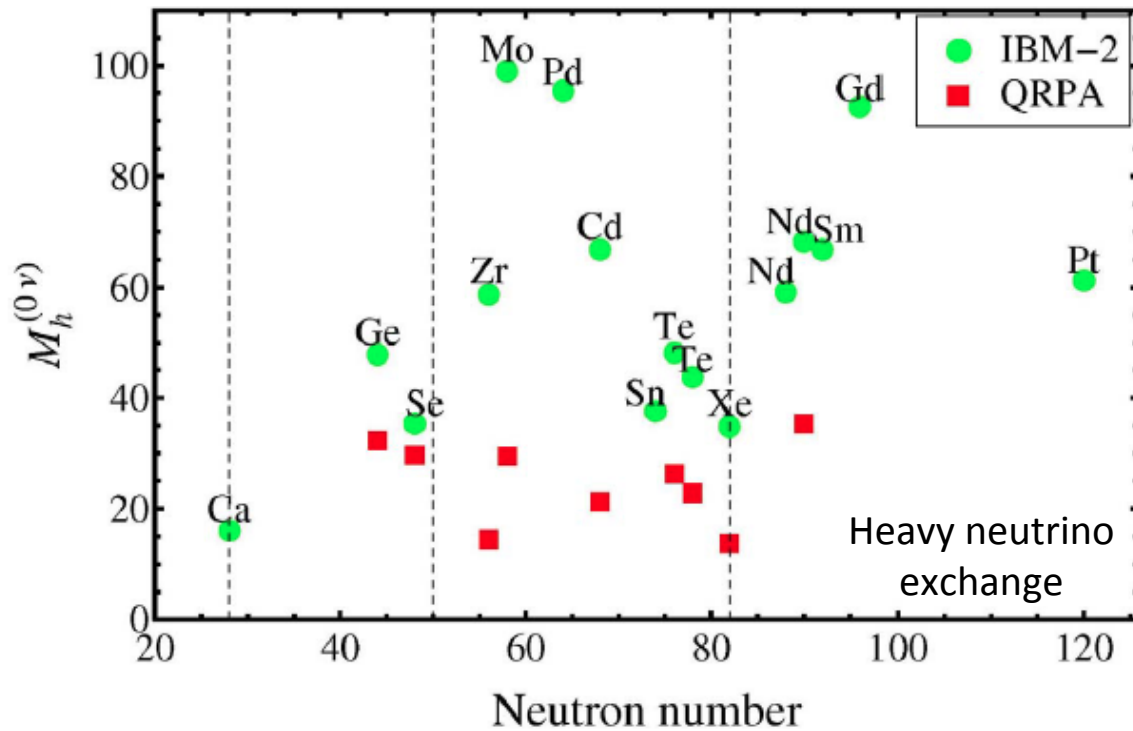 IBM-2
QRPA
100
80
60
40
20
0
M_h^(0 ν)
Mo
Pd
Gd
Cd
Zr
Nd
Sm
Nd
Pt
Ge
Te
Te
Se
Sn
Xe
Ca
Heavy neutrino
exchange
20 40 60 80 100 120
Neutron number